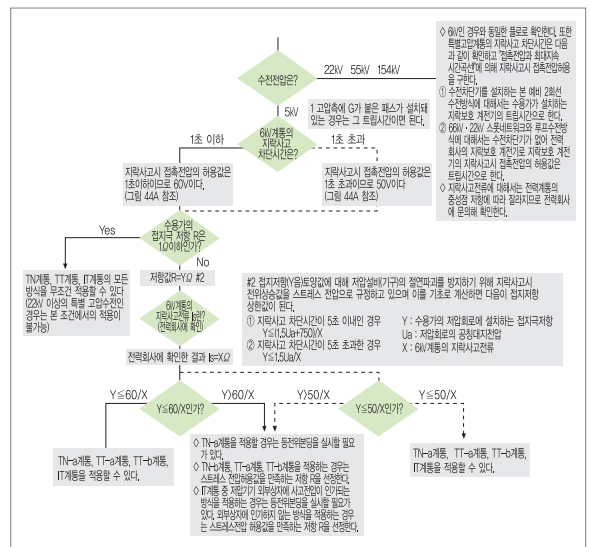 수전전압은?
22kV 55kV 154kV
5kV
◇ 6kV인 경우와 동일한 플로로 확인한다. 또한
특별고압계통의 지락사고 차단시간은 다음
과 같이 확인하고 "접촉전압과 최대지속
시간곡선"에 의해 지락사고시 접촉전압허용
을 구한다.
① 수전차단기를 설치하는 본 예비 2회선
수전방식에 대해서는 수용가가 설치하는
지락보호 계전기의 트립시간으로 한다.
② 66kV·22kV 스폿네트워크와 루프수전방
식에 대해서는 수전차단기가 없어 전력
회사의 지락보호 계전기로 지락보호 계전
기의 지락사고시 접촉전압의 허용값은
트립시간으로 한다.
◇ 지락사고전류에 대해서는 전력계통의
중성점 저항에 따라 달라지므로 전력회사
에 문의해 확인한다.
1 고압측에 G가 붙은 패스가 설치돼
있는 경우는 그 트립시간이면 된다.
6kV계통의
지락사고
차단시간은?
1초 이하
1초 초과
지락사고시 접촉전압의 허용값은
1초이하이므로 60V이다.
(그림 44A 참조)
지락사고시 접촉전압의 허용값은
1초 초과이므로 50V이다
(그림 44A 참조)
수용가의
접지극 저항 R은
1Ω이하인가?
Yes
No
TN계통, TT계통, IT계통의 모든
방식을 무조건 적용할 수 있다
(22kV 이상의 특별 고압수전인
경우는 본 조건에서의 적용이
불가능)
저항값R=YΩ #2
6kV계통의
지락사고전류 Is란?
(전력회사에 확인)
전력회사에 확인한 결과 Is=XΩ
#2 접지저항(Y옴)토양값에 대해 저압설비(기구)의 절연파괴를 방지하기 위해 지락사고시
전위상승값을 스트레스 전압으로 규정하고 있으며 이를 기초로 계산하면 다음이 접지저항
상한값이 된다.
① 지락사고 차단시간이 5초 이내인 경우
Y≦(1.5Ua+750)/X
② 지락사고 차단시간이 5초 초과한 경우
Y≦1.5Ua/X
Y : 수용가의 저압회로에 설치하는 접지극저항
Ua : 저압회로의 공칭대지전압
X : 6kV계통의 지락사고전류
Y≦60/X
Y≦60/X인가?
Y>60/X
Y>50/X
Y≦50/X인가?
Y≦50/X
TN-a계통, TT-a계통, TT-b계통,
IT계통을 적용할 수 있다.
◇ TN-a계통을 적용할 경우는 등전위본딩을 실시할 필요
가 있다.
◇ TN-b계통, TT-a계통, TT-b계통을 적용하는 경우는
스트레스 전압허용값을 만족하는 저항 R을 선정한다.
◇ IT계통 중 저압기기 외부상자에 사고전압이 인가되는
방식을 적용하는 경우는 등전위본딩을 실시할 필요가
있다. 외부상자에 인가하지 않는 방식을 적용하는 경우
는 스트레스전압 허용값을 만족하는 저항 R을 선정한다.
TN-a계통, TT-a계통, TT-b계통,
IT계통을 적용할 수 있다.